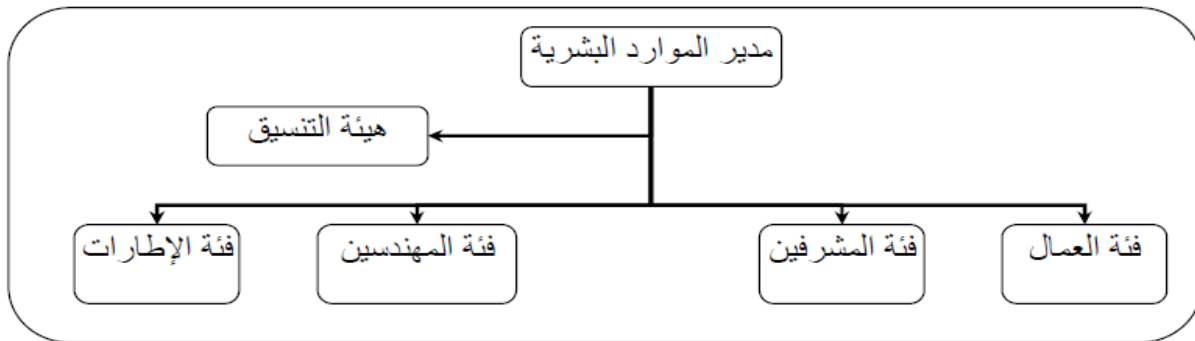 مدير الموارد البشرية
هيئة التنسيق
فئة العمال
فئة المشرفين
فئة المهندسين
فئة الإطارات